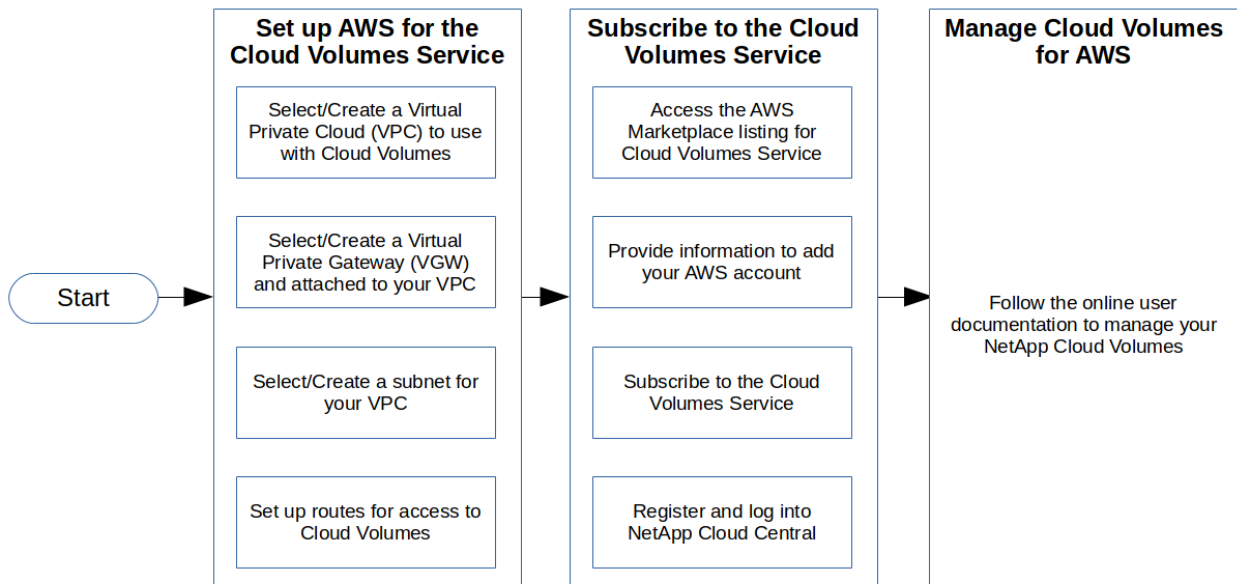 Start
Set up AWS for the
Cloud Volumes Service
Select/Create a Virtual
Private Cloud (VPC) to use
with Cloud Volumes
Select/Create a Virtual
Private Gateway (VGW)
and attached to your VPC
Select/Create a subnet for
your VPC
Set up routes for access to
Cloud Volumes
Subscribe to the Cloud
Volumes Service
Access the AWS
Marketplace listing for
Cloud Volumes Service
Provide information to add
your AWS account
Subscribe to the Cloud
Volumes Service
Register and log into
NetApp Cloud Central
Manage Cloud Volumes
for AWS
Follow the online user
documentation to manage your
NetApp Cloud Volumes